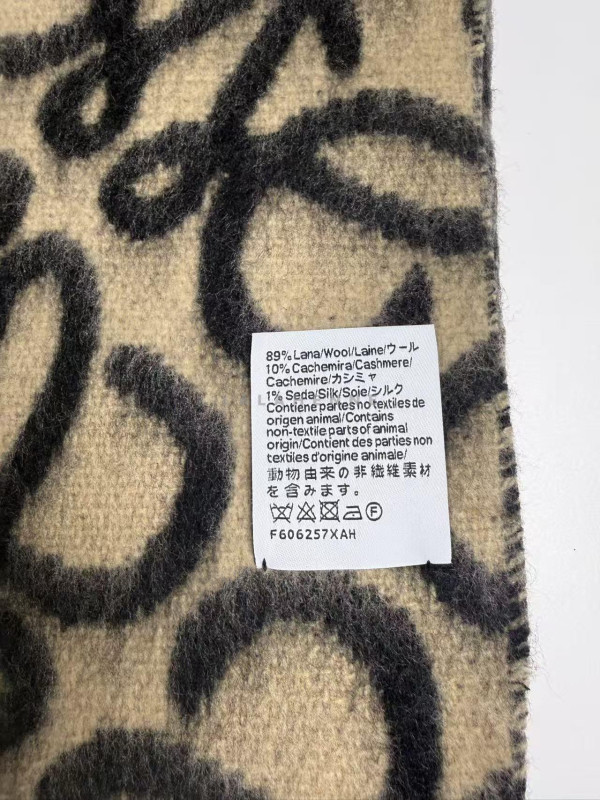 89% Lana/Wool/Laine/ウール
10% Cachemira/Cashmere/
Cachemire/カシミャ
1% Seda/Silk/Soie/シルク
Contiene partes no textiles de
origen animal/Contains
non-textile parts of animal
origin/Contient des parties non
textiles d'origine animale/
動物由来の非繊維素材
を含みます。
F
F606257XAH